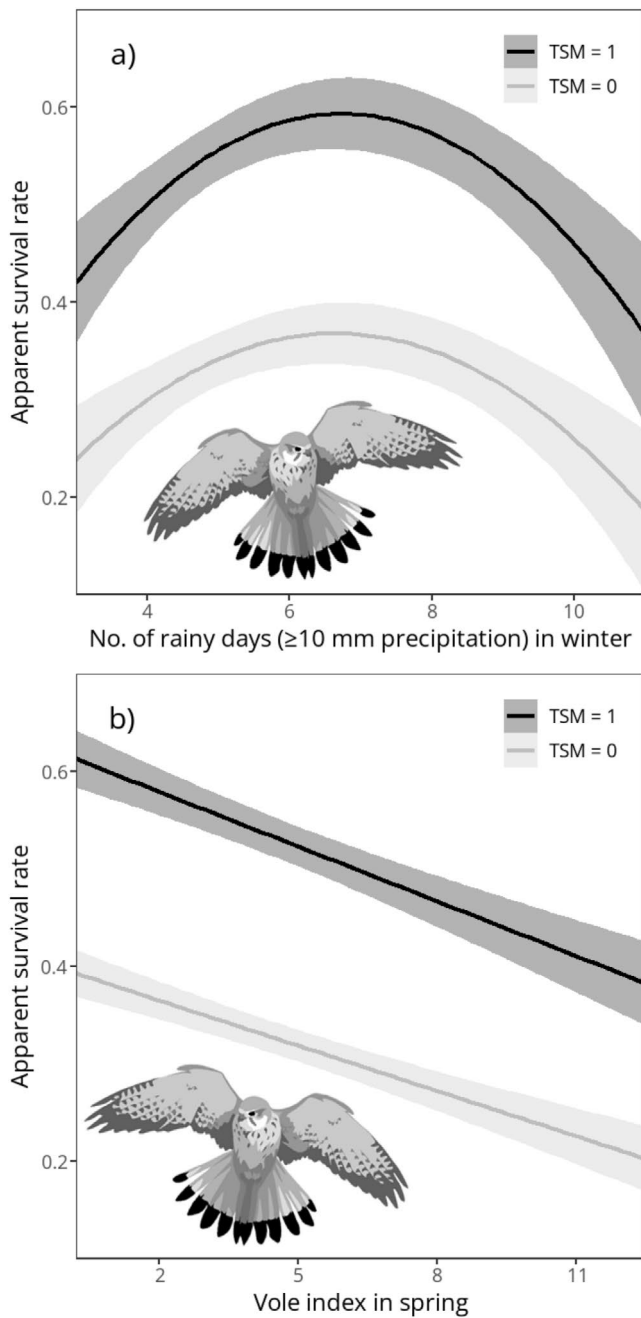 a)
TSM = 1
TSM = 0
0.6
0.4
0.2
Apparent survival rate
4 6 8 10
No. of rainy days (≥10 mm precipitation) in winter
b)
TSM = 1
TSM = 0
0.6
0.4
0.2
Apparent survival rate
2 5 8 11
Vole index in spring